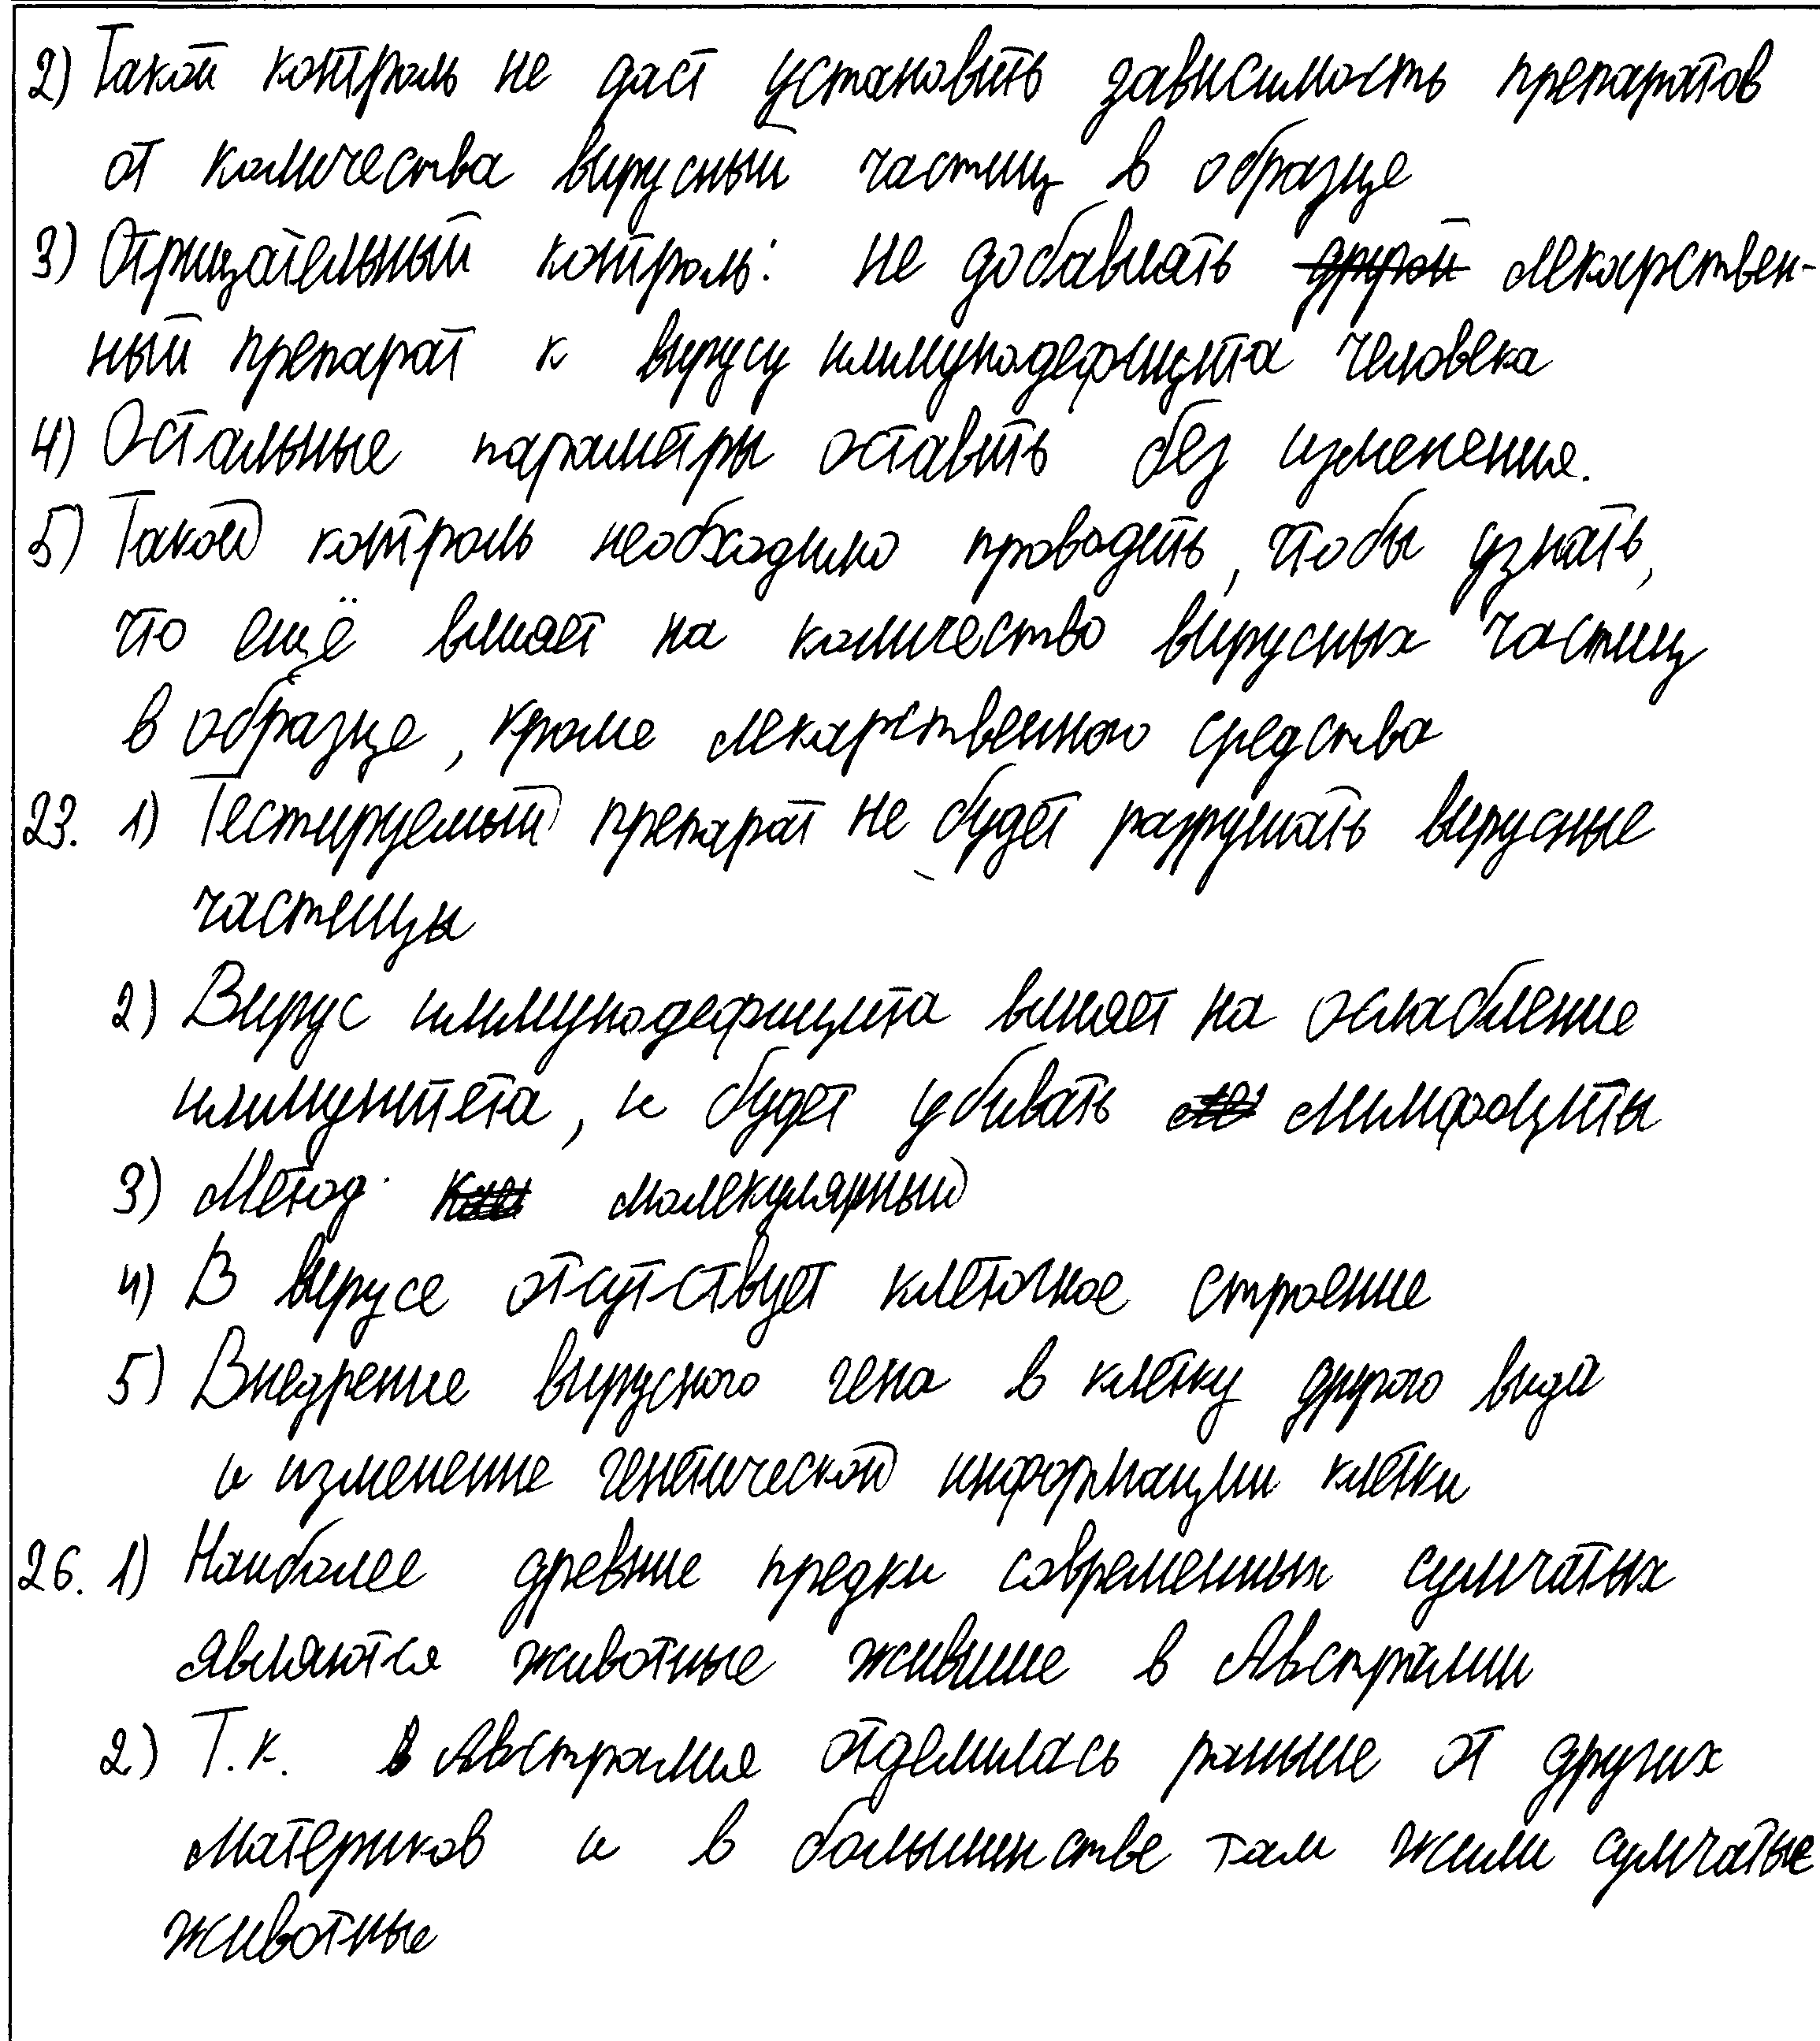 2) Такой контроль не даст установить зависимость препаратов
от количества вирусный частиц в образце
3) Отрицательный контроль: не добавлять другой лекарствен-
ный препарат к вирусу иммунодефицита человека
4) Остальные параметры оставить без изменения.
5) Такой контроль необходимо проводеть, чтобы узнать,
что ещё влияет на количество вирусных частиц
в образце, кроме лекарственного средства
23. 1) Тестируемый препарат не будет разрушать вирусные
частицы
2) Вирус иммунодефицита влияет на ослабление
иммунитета, и будет убивать лимфоциты
3) Метод: молекулярный
4) В вирусе отсутствует клеточное строение
5) Внедрение вирусного гена в клетку другого вида
и изменение генетической информации клетки
26. 1) Наиболее древние предки современных сумчатых
являются животные жившие в Австралии
2) Т.к. Австралия отделилась раньше от других
материков и в большинстве там жили сумчатые
животные